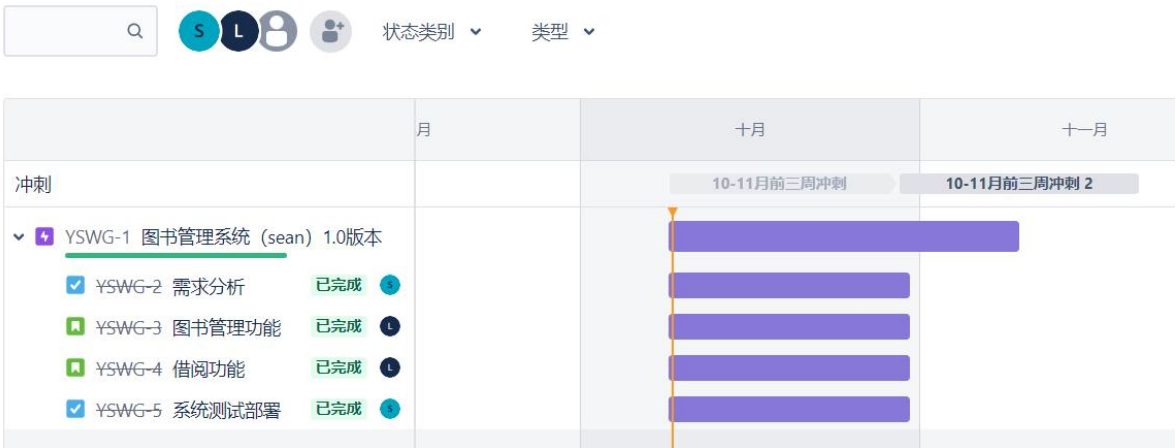 S L 状态类别 类型
月 十月 十一月
冲刺 10-11月前三周冲刺 10-11月前三周冲刺 2
YSWG-1 图书管理系统（sean）1.0版本
YSWG-2 需求分析 已完成 S
YSWG-3 图书管理功能 已完成 L
YSWG-4 借阅功能 已完成 L
YSWG-5 系统测试部署 已完成 S